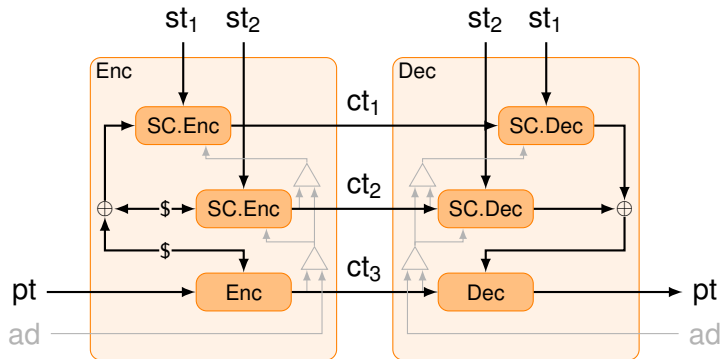 st₁ st₂ st₂ st₁
Enc Dec
ct₁
SC.Enc SC.Dec
ct₂
$ SC.Enc SC.Dec
$
ct₃
pt Enc Dec pt
ad ad